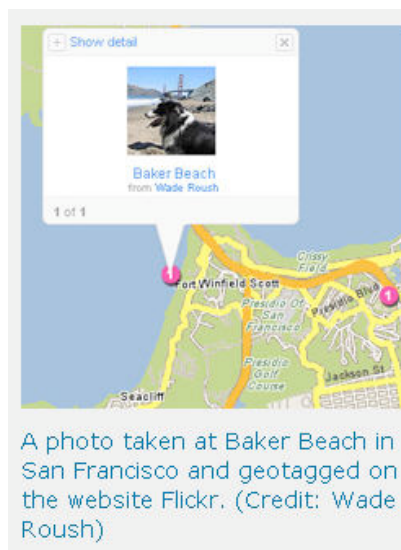 + Show detail x
Baker Beach
from Wade Roush
1 of 1
1
Fort Winfield Scott
Crissy
Field
Presidio Blvd
1
Presidio Of
San
Francisco
Presidio
Golf
Course
Jackson St
Seacliff
A photo taken at Baker Beach in
San Francisco and geotagged on
the website Flickr. (Credit: Wade
Roush)